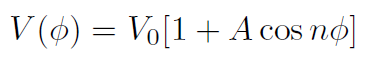 V(ϕ) = V₀[1 + A cos nϕ]